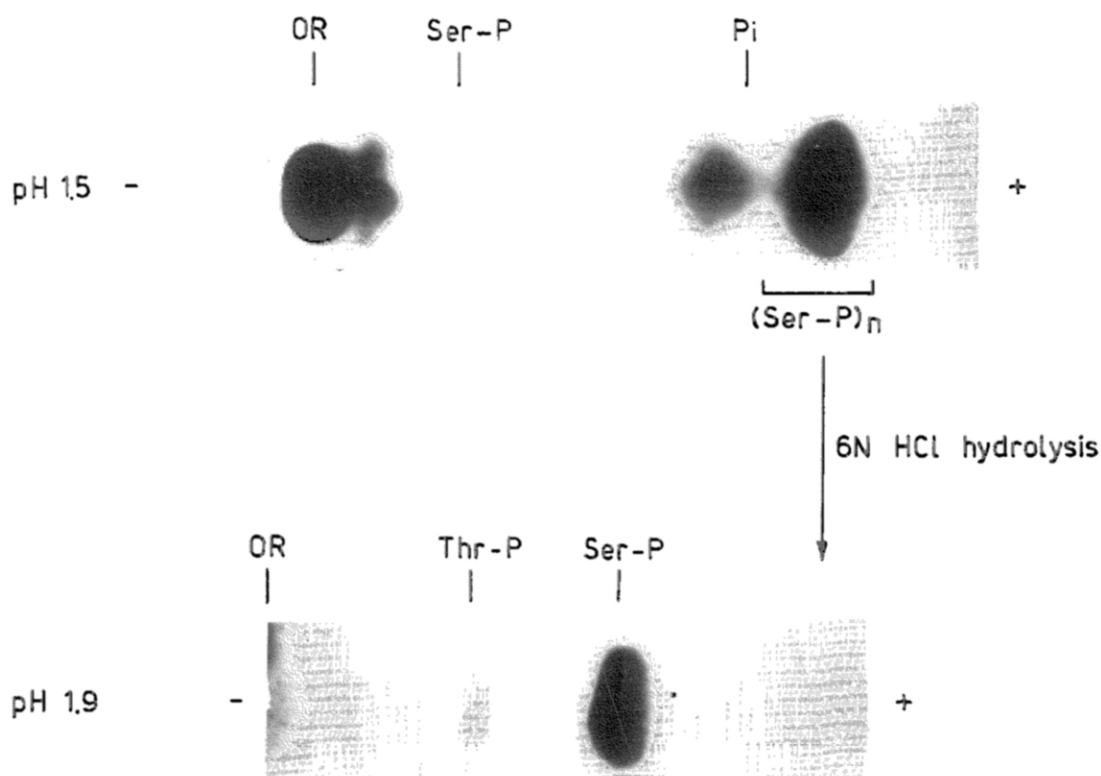 OR Ser-P Pi
pH 1.5 - +
(Ser-P)n
6N HCl hydrolysis
OR Thr-P Ser-P
pH 1.9 - +